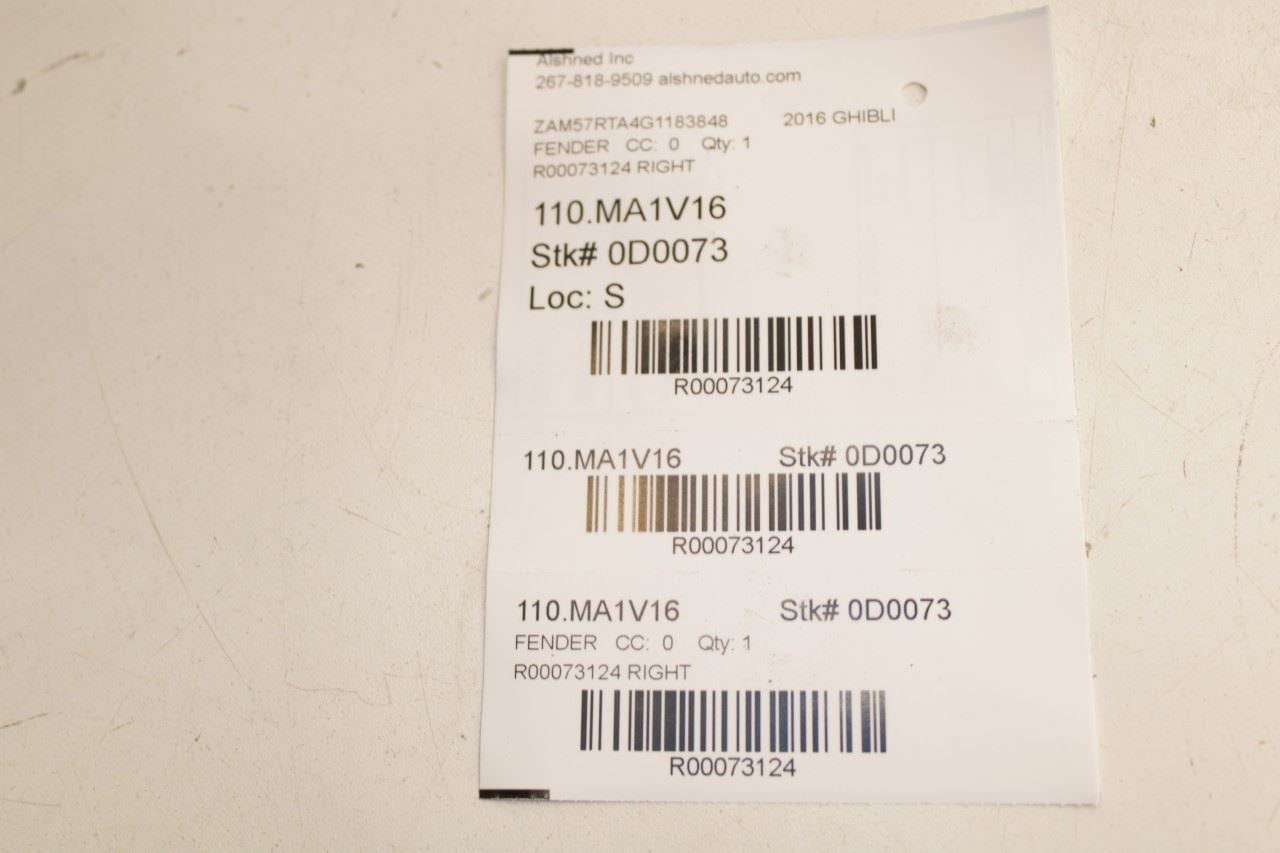 Alshned Inc
267-818-9509 alshnedauto.com
ZAM57RTA4G1183848 2016 GHIBLI
FENDER CC: 0 Qty: 1
R00073124 RIGHT
110.MA1V16
Stk# 0D0073
Loc: S
R00073124
110.MA1V16 Stk# 0D0073
R00073124
110.MA1V16 Stk# 0D0073
FENDER CC: 0 Qty: 1
R00073124 RIGHT
R00073124